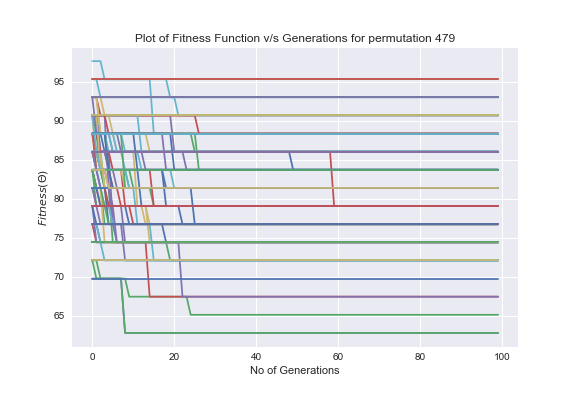 Plot of Fitness Function v/s Generations for permutation 479
Fitness(Θ)
95
90
85
80
75
70
65
0 20 40 60 80 100
No of Generations